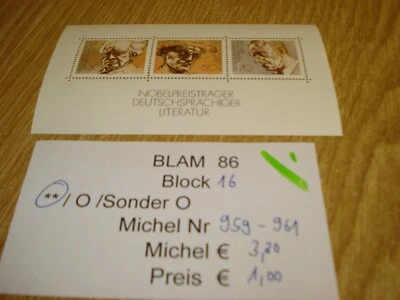 NOBELPREISTRÄGER
DEUTSCHSPRACHIGER
LITERATUR
BLAM 86
Block 16
**/ O /Sonder O
Michel Nr 959-961
Michel € 3,20
Preis € 1,00